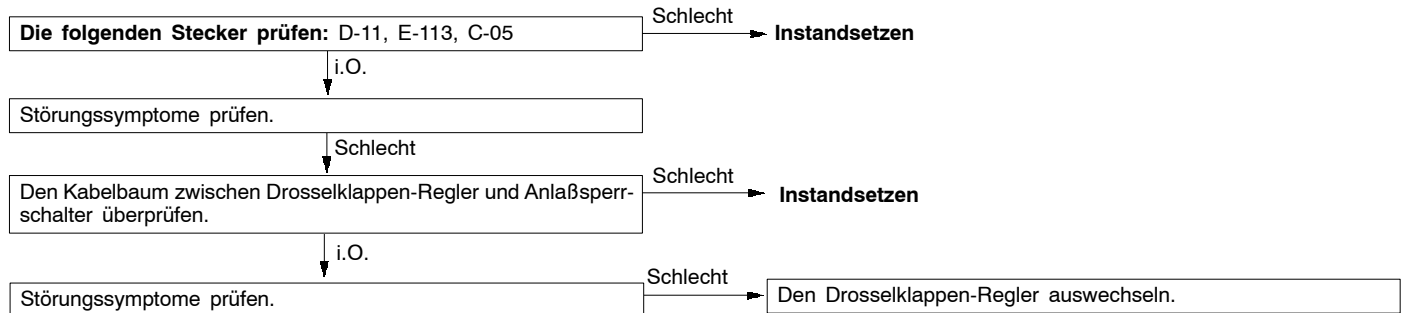 Schlecht
Die folgenden Stecker prüfen: D-11, E-113, C-05
Instandsetzen
i.O.
Störungssymptome prüfen.
Schlecht
Schlecht
Den Kabelbaum zwischen Drosselklappen-Regler und Anlaßsperr-
schalter überprüfen.
Instandsetzen
i.O.
Schlecht
Störungssymptome prüfen.
Den Drosselklappen-Regler auswechseln.